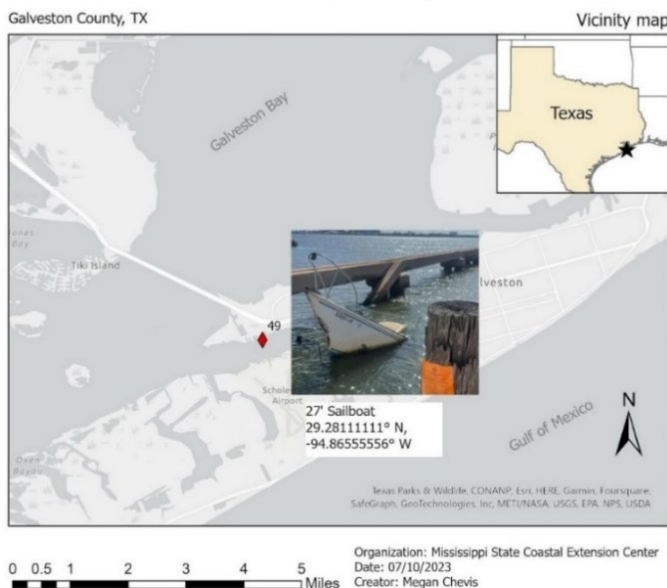 Galveston County, TX
Vicinity map
Galveston Bay
Texas
Tiki Island
49
Galveston
Scholes
Airport
27' Sailboat
29.28111111° N,
-94.86555556° W
N
Gulf of Mexico
Texas Parks & Wildlife, CONANP, Esri, HERE, Garmin, Foursquare,
SafeGraph, GeoTechnologies, Inc, METI/NASA, USGS, EPA, NPS, USDA
0 0.5 1 2 3 4 5
Miles
Organization: Mississippi State Coastal Extension Center
Date: 07/10/2023
Creator: Megan Chevis